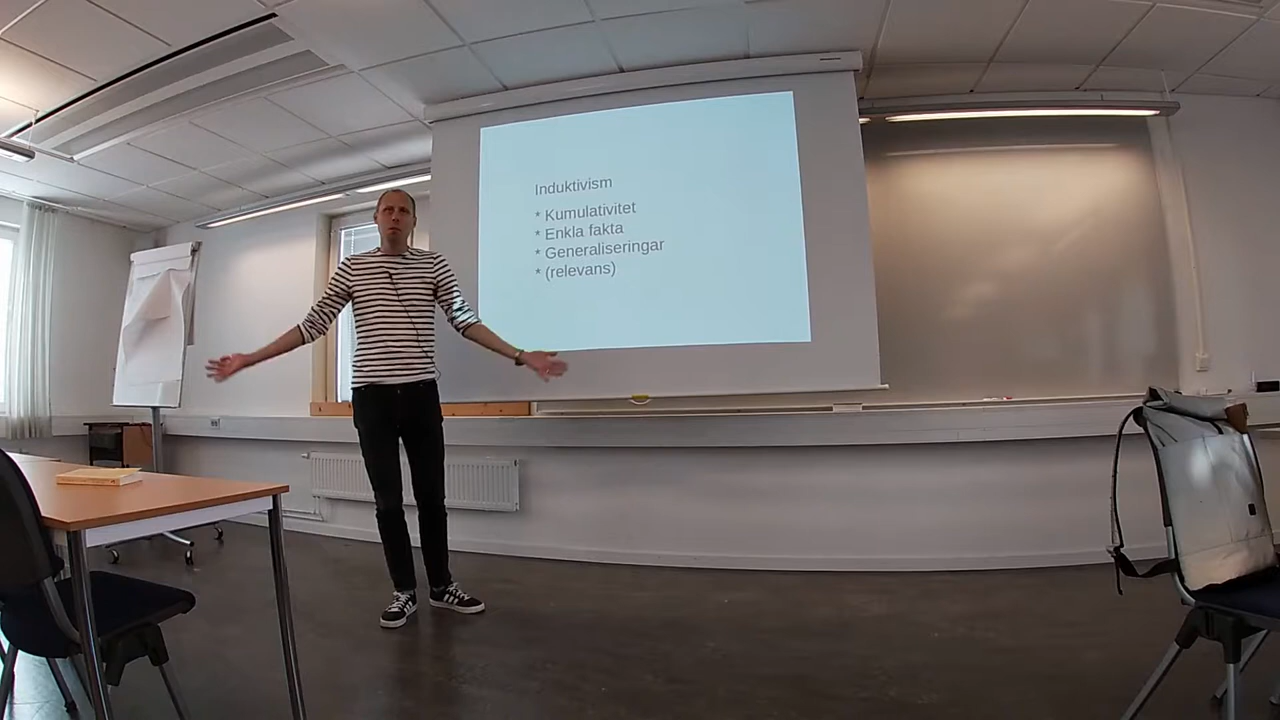 Induktivism
* Kumulativitet
* Enkla fakta
* Generaliseringar
* (relevans)